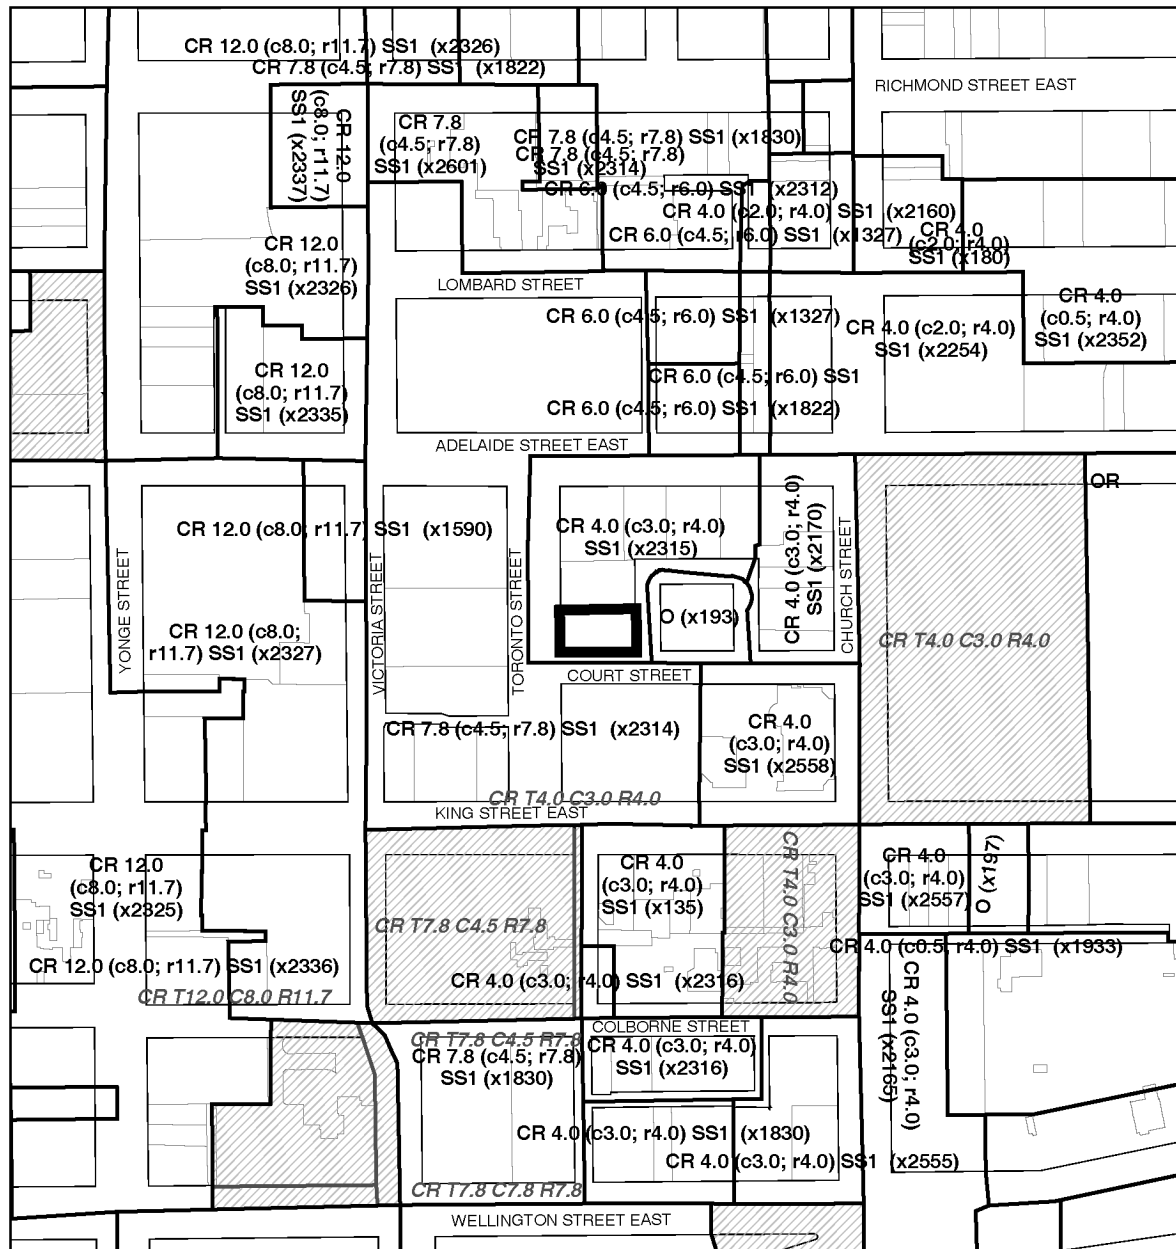 CR 12.0 (c8.0; r11.7) SS1 (x2326)
CR 7.8 (c4.5; r7.8) SS1 (x1822)
RICHMOND STREET EAST
CR 12.0
(c8.0; r11.7)
SS1 (x2337)
CR 7.8
(c4.5; r7.8)
SS1 (x2601)
CR 7.8 (c4.5; r7.8) SS1 (x1830)
CR 7.8 (c4.5; r7.8)
SS1 (x2314)
CR 6.0 (c4.5; r6.0) SS1 (x2312)
CR 4.0 (c2.0; r4.0) SS1 (x2160)
CR 6.0 (c4.5; r6.0) SS1 (x1327)
CR 4.0
(c2.0; r4.0)
SS1 (x180)
CR 12.0
(c8.0; r11.7)
SS1 (x2326)
LOMBARD STREET
CR 6.0 (c4.5; r6.0) SS1 (x1327)
CR 4.0 (c2.0; r4.0)
SS1 (x2254)
CR 4.0
(c0.5; r4.0)
SS1 (x2352)
CR 12.0
(c8.0; r11.7)
SS1 (x2335)
CR 6.0 (c4.5; r6.0) SS1
CR 6.0 (c4.5; r6.0) SS1 (x1822)
ADELAIDE STREET EAST
OR
CR 12.0 (c8.0; r11.7) SS1 (x1590)
CR 4.0 (c3.0; r4.0)
SS1 (x2315)
CR 4.0 (c3.0; r4.0)
SS1 (x2170)
YONGE STREET
VICTORIA STREET
TORONTO STREET
CHURCH STREET
O (x193)
CR 12.0 (c8.0;
r11.7) SS1 (x2327)
CR T4.0 C3.0 R4.0
COURT STREET
CR 7.8 (c4.5; r7.8) SS1 (x2314)
CR 4.0
(c3.0; r4.0)
SS1 (x2558)
CR T4.0 C3.0 R4.0
KING STREET EAST
CR 12.0
(c8.0; r11.7)
SS1 (x2325)
CR T7.8 C4.5 R7.8
CR 4.0
(c3.0; r4.0)
SS1 (x135)
CR T4.0 C3.0 R4.0
CR 4.0
(c3.0; r4.0)
SS1 (x2557)
O (x197)
CR 4.0 (c0.5; r4.0) SS1 (x1933)
CR 12.0 (c8.0; r11.7) SS1 (x2336)
CR 4.0 (c3.0; r4.0) SS1 (x2316)
CR T12.0 C8.0 R11.7
CR 4.0 (c3.0; r4.0)
SS1 (x2165)
COLBORNE STREET
CR T7.8 C4.5 R7.8
CR 7.8 (c4.5; r7.8)
SS1 (x1830)
CR 4.0 (c3.0; r4.0)
SS1 (x2316)
CR 4.0 (c3.0; r4.0) SS1 (x1830)
CR 4.0 (c3.0; r4.0) SS1 (x2555)
CR T7.8 C7.8 R7.8
WELLINGTON STREET EAST